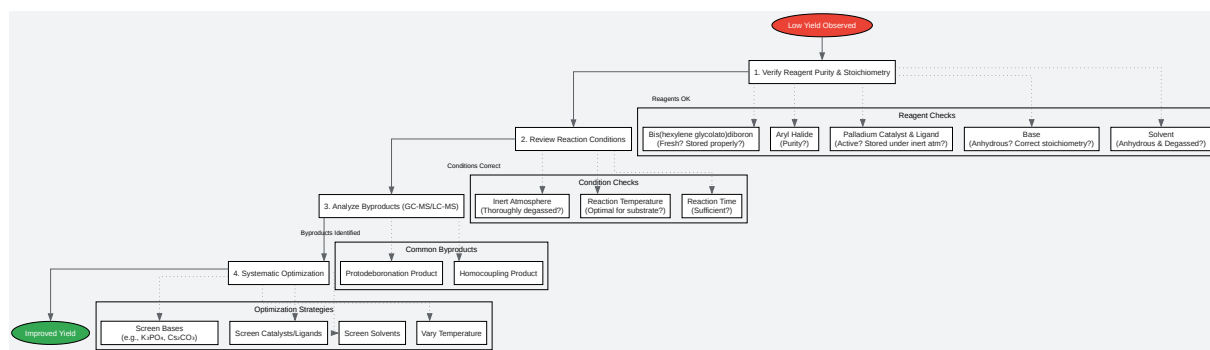 Low Yield Observed
1. Verify Reagent Purity & Stoichiometry
Reagents OK
Reagent Checks
Bis(hexylene glycolato)diboron
(Fresh? Stored properly?)
Aryl Halide
(Purity?)
Palladium Catalyst & Ligand
(Active? Stored under inert atm?)
Base
(Anhydrous? Correct stoichiometry?)
Solvent
(Anhydrous & Degassed?)
2. Review Reaction Conditions
Conditions Correct
Condition Checks
Inert Atmosphere
(Thoroughly degassed?)
Reaction Temperature
(Optimal for substrate?)
Reaction Time
(Sufficient?)
3. Analyze Byproducts (GC-MS/LC-MS)
Byproducts Identified
Common Byproducts
Protodeboronation Product
Homocoupling Product
4. Systematic Optimization
Optimization Strategies
Screen Bases
(e.g., K₃PO₄, Cs₂CO₃)
Screen Catalysts/Ligands
Screen Solvents
Vary Temperature
Improved Yield